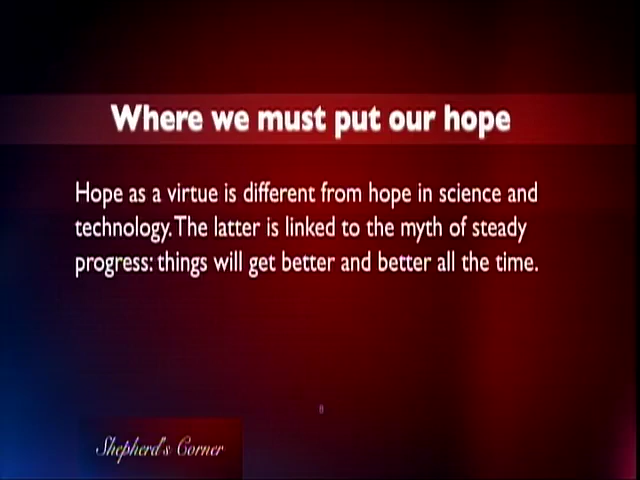 Where we must put our hope
Hope as a virtue is different from hope in science and
technology. The latter is linked to the myth of steady
progress: things will get better and better all the time.
Shepherd's Corner